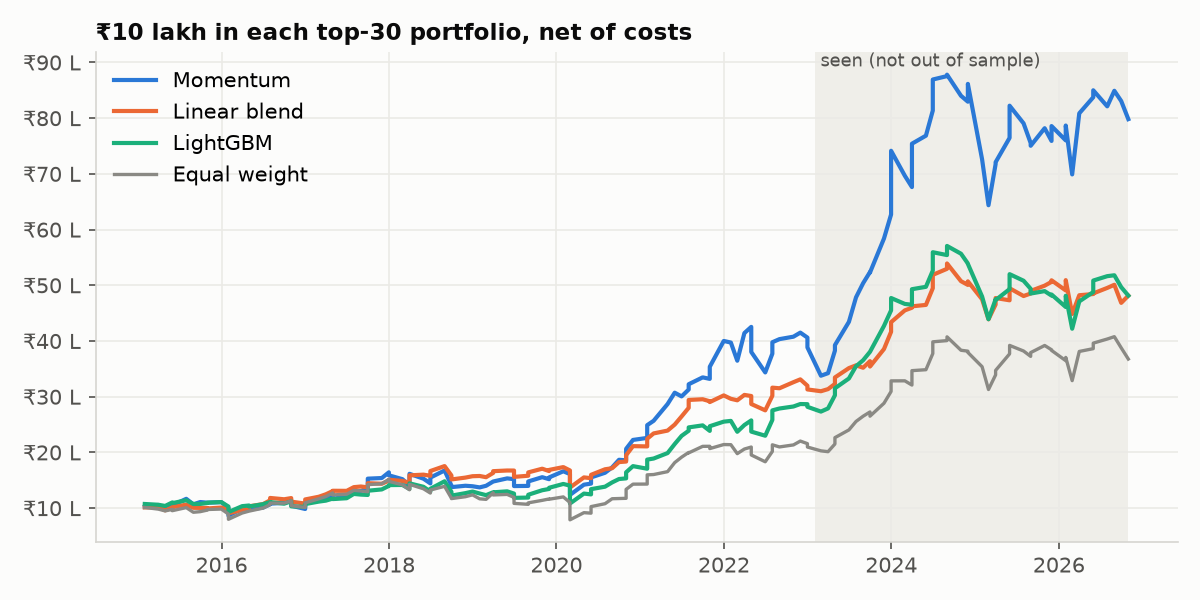 ₹10 lakh in each top-30 portfolio, net of costs
₹90 L
seen (not out of sample)
Momentum
Linear blend
₹80 L
LightGBM
Equal weight
₹70 L
₹60 L
₹50 L
₹40 L
₹30 L
₹20 L
₹10 L
2016 2018 2020 2022 2024 2026